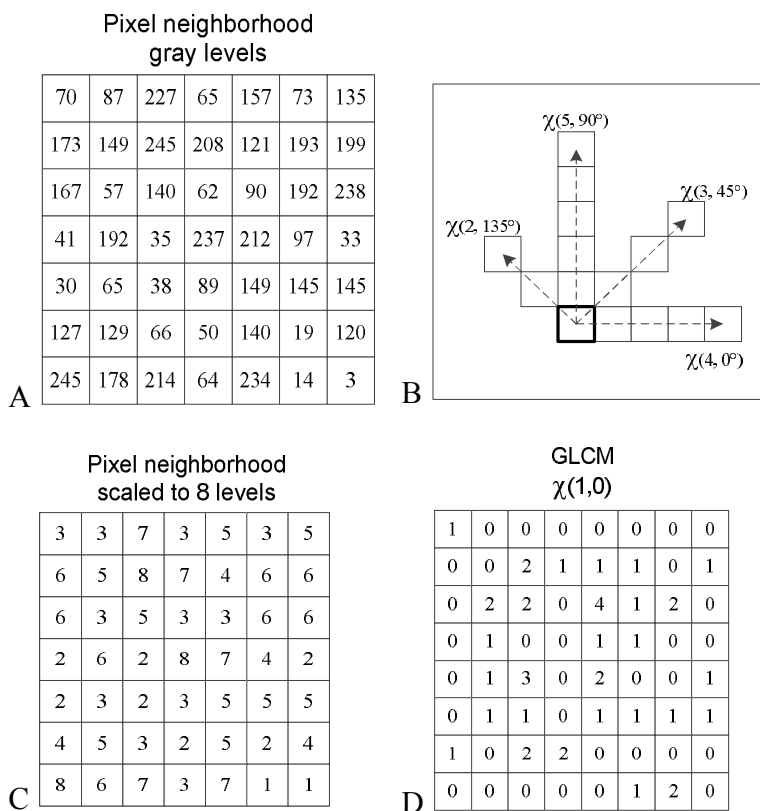 Pixel neighborhood
gray levels
70 87 227 65 157 73 135
173 149 245 208 121 193 199
167 57 140 62 90 192 238
41 192 35 237 212 97 33
30 65 38 89 149 145 145
127 129 66 50 140 19 120
245 178 214 64 234 14 3
A
χ(5, 90°)
χ(3, 45°)
χ(2, 135°)
χ(4, 0°)
B
Pixel neighborhood
scaled to 8 levels
3 3 7 3 5 3 5
6 5 8 7 4 6 6
6 3 5 3 3 6 6
2 6 2 8 7 4 2
2 3 2 3 5 5 5
4 5 3 2 5 2 4
8 6 7 3 7 1 1
C
GLCM
χ(1,0)
1 0 0 0 0 0 0 0
0 0 2 1 1 1 0 1
0 2 2 0 4 1 2 0
0 1 0 0 1 1 0 0
0 1 3 0 2 0 0 1
0 1 1 0 1 1 1 1
1 0 2 2 0 0 0 0
0 0 0 0 0 1 2 0
D